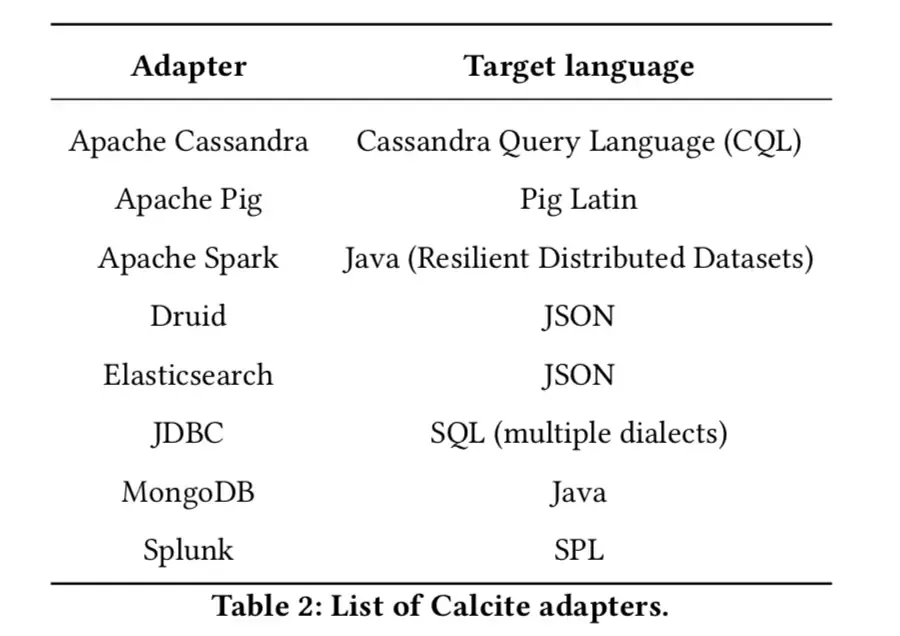 Adapter Target language
Apache Cassandra Cassandra Query Language (CQL)
Apache Pig Pig Latin
Apache Spark Java (Resilient Distributed Datasets)
Druid JSON
Elasticsearch JSON
JDBC SQL (multiple dialects)
MongoDB Java
Splunk SPL
Table 2: List of Calcite adapters.